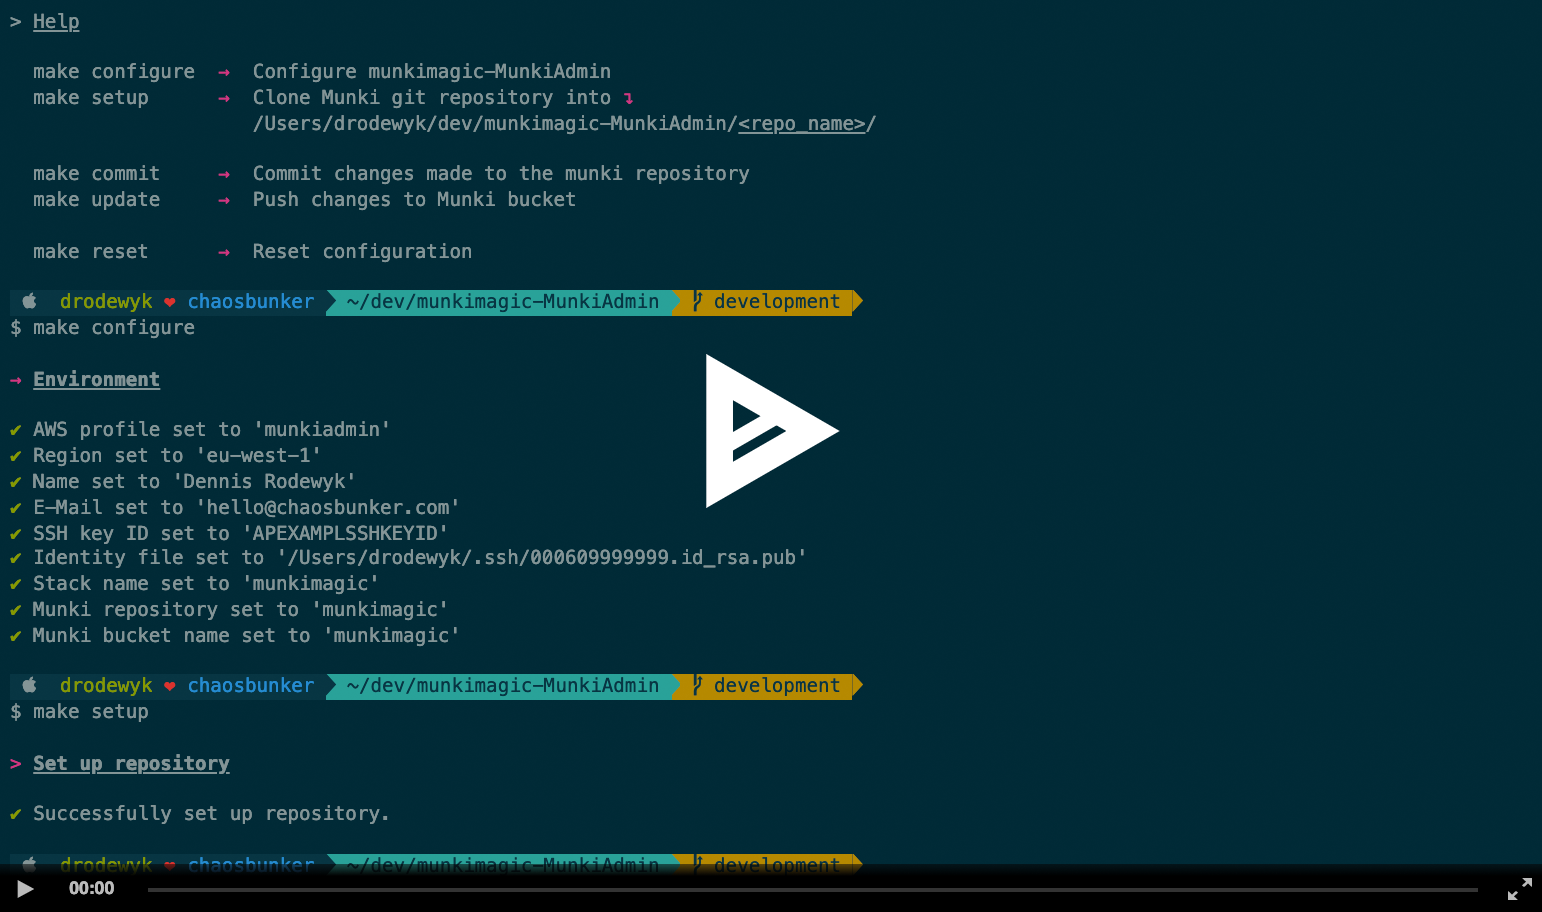 > Help
make configure → Configure munkimagic-MunkiAdmin
make setup → Clone Munki git repository into ↴
/Users/drodewyk/dev/munkimagic-MunkiAdmin/<repo_name>/
make commit → Commit changes made to the munki repository
make update → Push changes to Munki bucket
make reset → Reset configuration
drodewyk ❤ chaosbunker ~/dev/munkimagic-MunkiAdmin development
$ make configure
→ Environment
✔ AWS profile set to 'munkiadmin'
✔ Region set to 'eu-west-1'
✔ Name set to 'Dennis Rodewyk'
✔ E-Mail set to 'hello@chaosbunker.com'
✔ SSH key ID set to 'APEXAMPLSSHKEYID'
✔ Identity file set to '/Users/drodewyk/.ssh/000609999999.id_rsa.pub'
✔ Stack name set to 'munkimagic'
✔ Munki repository set to 'munkimagic'
✔ Munki bucket name set to 'munkimagic'
drodewyk ❤ chaosbunker ~/dev/munkimagic-MunkiAdmin development
$ make setup
> Set up repository
✔ Successfully set up repository.
drodewyk ❤ chaosbunker ~/dev/munkimagic-MunkiAdmin development
00:00